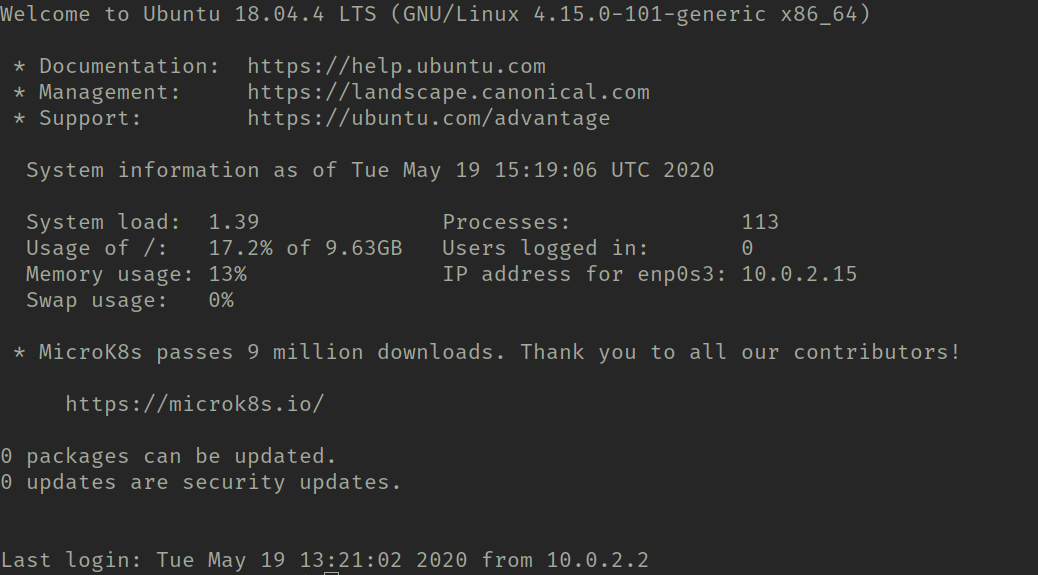 Welcome to Ubuntu 18.04.4 LTS (GNU/Linux 4.15.0-101-generic x86_64)
* Documentation: https://help.ubuntu.com
* Management: https://landscape.canonical.com
* Support: https://ubuntu.com/advantage
System information as of Tue May 19 15:19:06 UTC 2020
System load: 1.39 Processes: 113
Usage of /: 17.2% of 9.63GB Users logged in: 0
Memory usage: 13% IP address for enp0s3: 10.0.2.15
Swap usage: 0%
* MicroK8s passes 9 million downloads. Thank you to all our contributors!
https://microk8s.io/
0 packages can be updated.
0 updates are security updates.
Last login: Tue May 19 13:21:02 2020 from 10.0.2.2